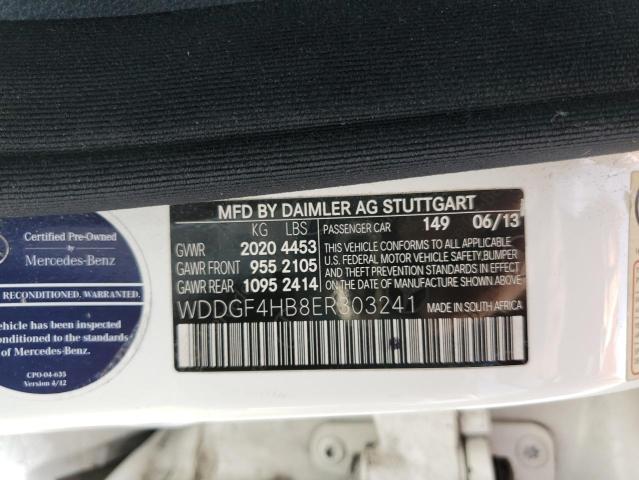 MFD BY DAIMLER AG STUTTGART
KG LBS PASSENGER CAR 149 06/13
GVWR 2020 4453
GAWR FRONT 955 2105
GAWR REAR 1095 2414
THIS VEHICLE CONFORMS TO ALL APPLICABLE
U.S. FEDERAL MOTOR VEHICLE SAFETY,BUMPER
AND THEFT PREVENTION STANDARDS IN EFFECT
ON THE DATE OF MANUFACTURE SHOWN ABOVE
WDDGF4HB8ER303241 MADE IN SOUTH AFRICA
Certified Pre-Owned
by
Mercedes-Benz
RECONDITIONED. WARRANTED
vehicle has been inspected
conditioned to the standards
of Mercedes-Benz.
CPO-04-635
Version 4/12